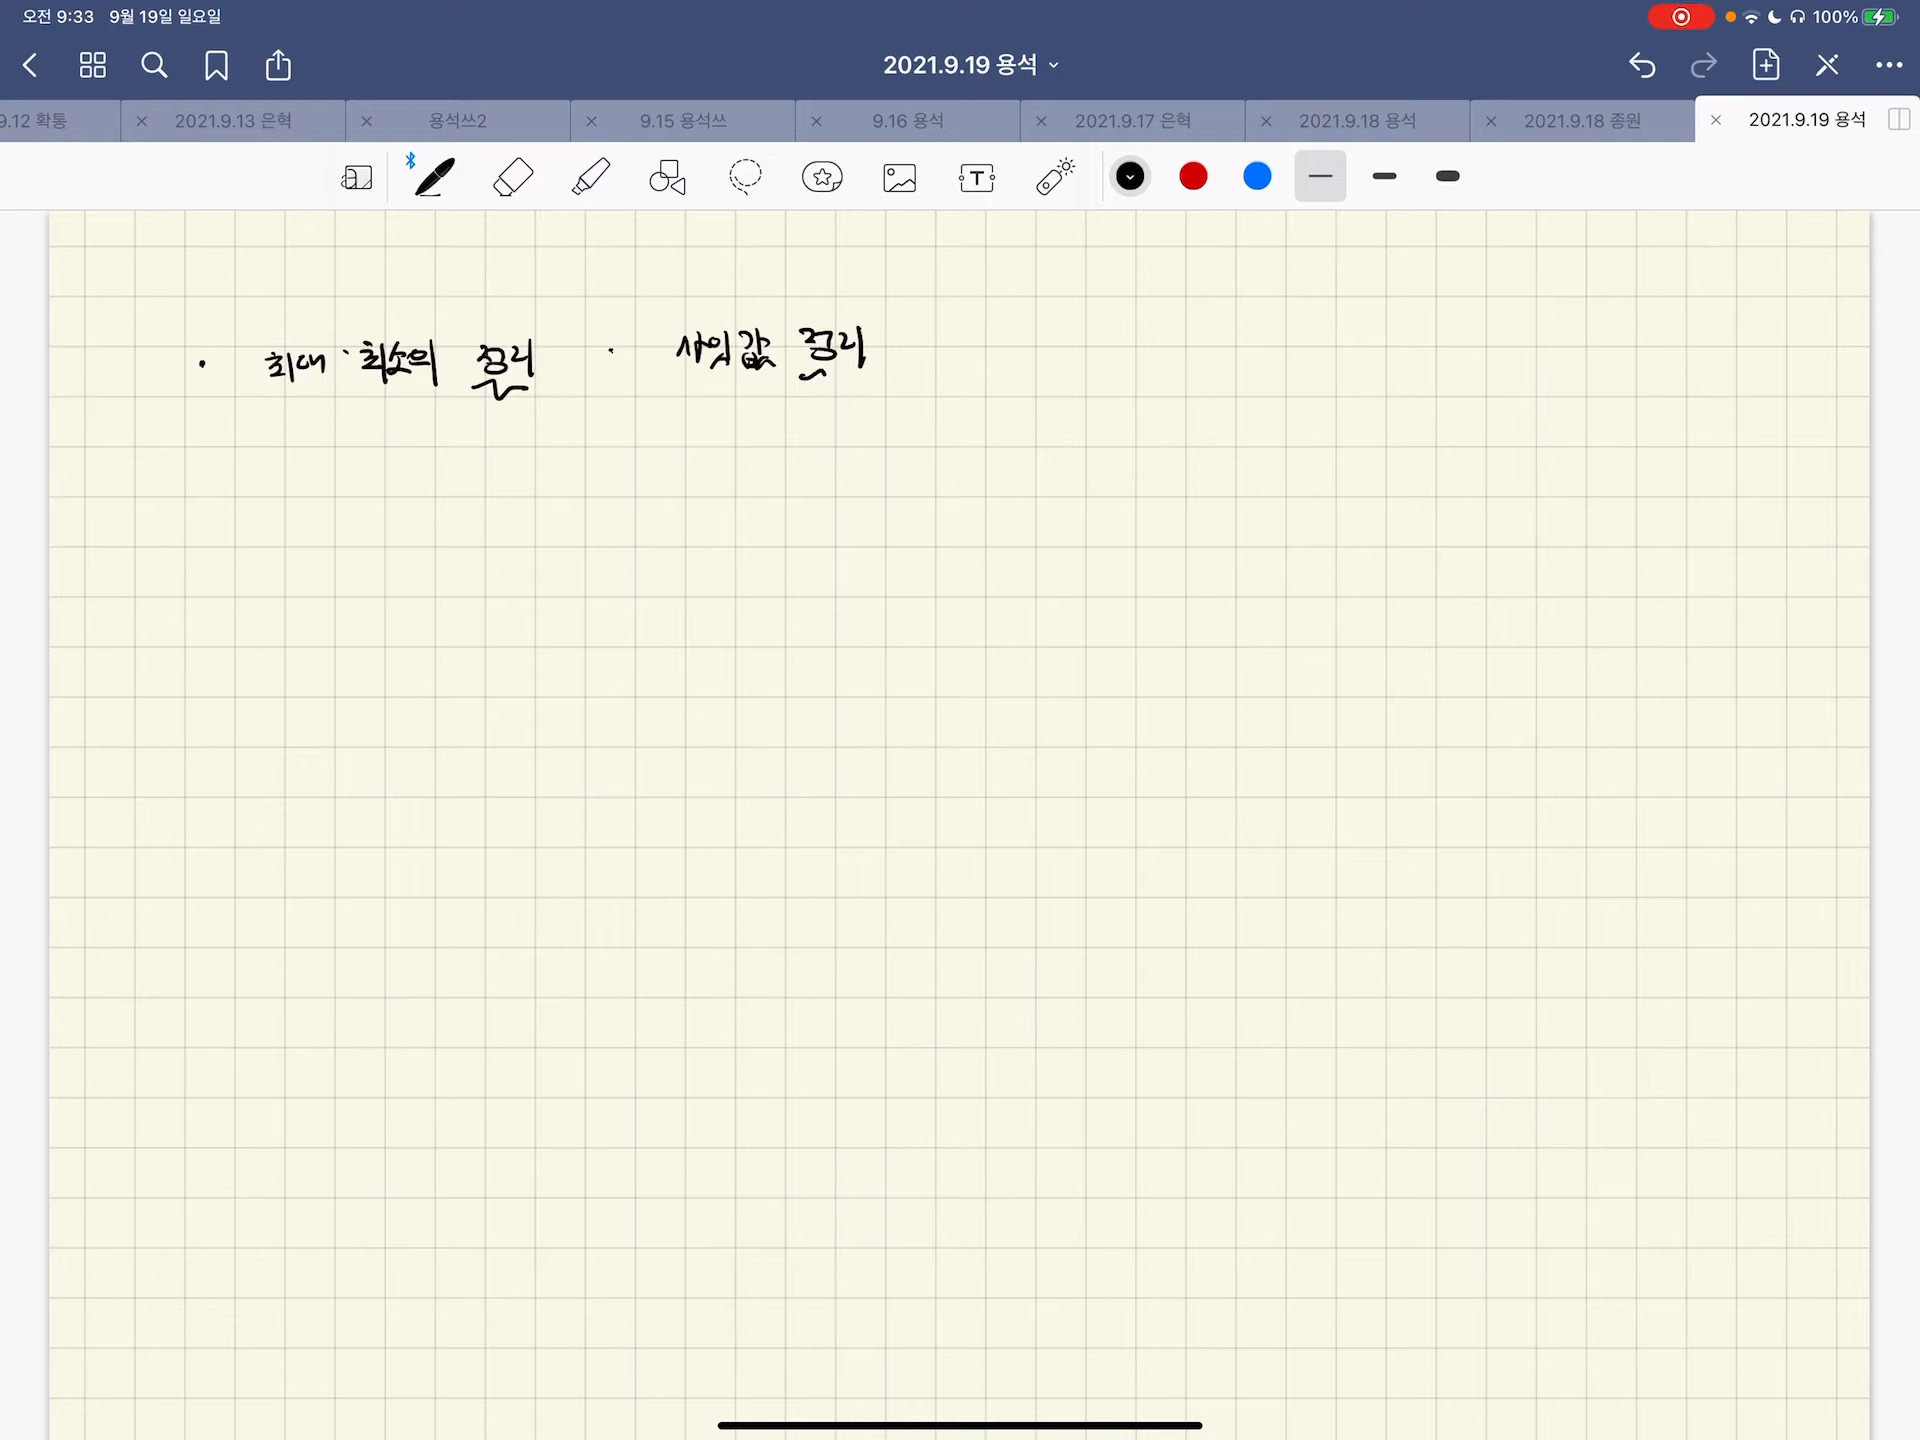 오전 9:33 9월 19일 일요일 100%
2021.9.19 용석
9.12 확통 2021.9.13 은혁 용석쓰2 9.15 용석쓰 9.16 용석 2021.9.17 은혁 2021.9.18 용석 2021.9.18 종원 2021.9.19 용석
· 최대·최소의 정리 · 사잇값 정리